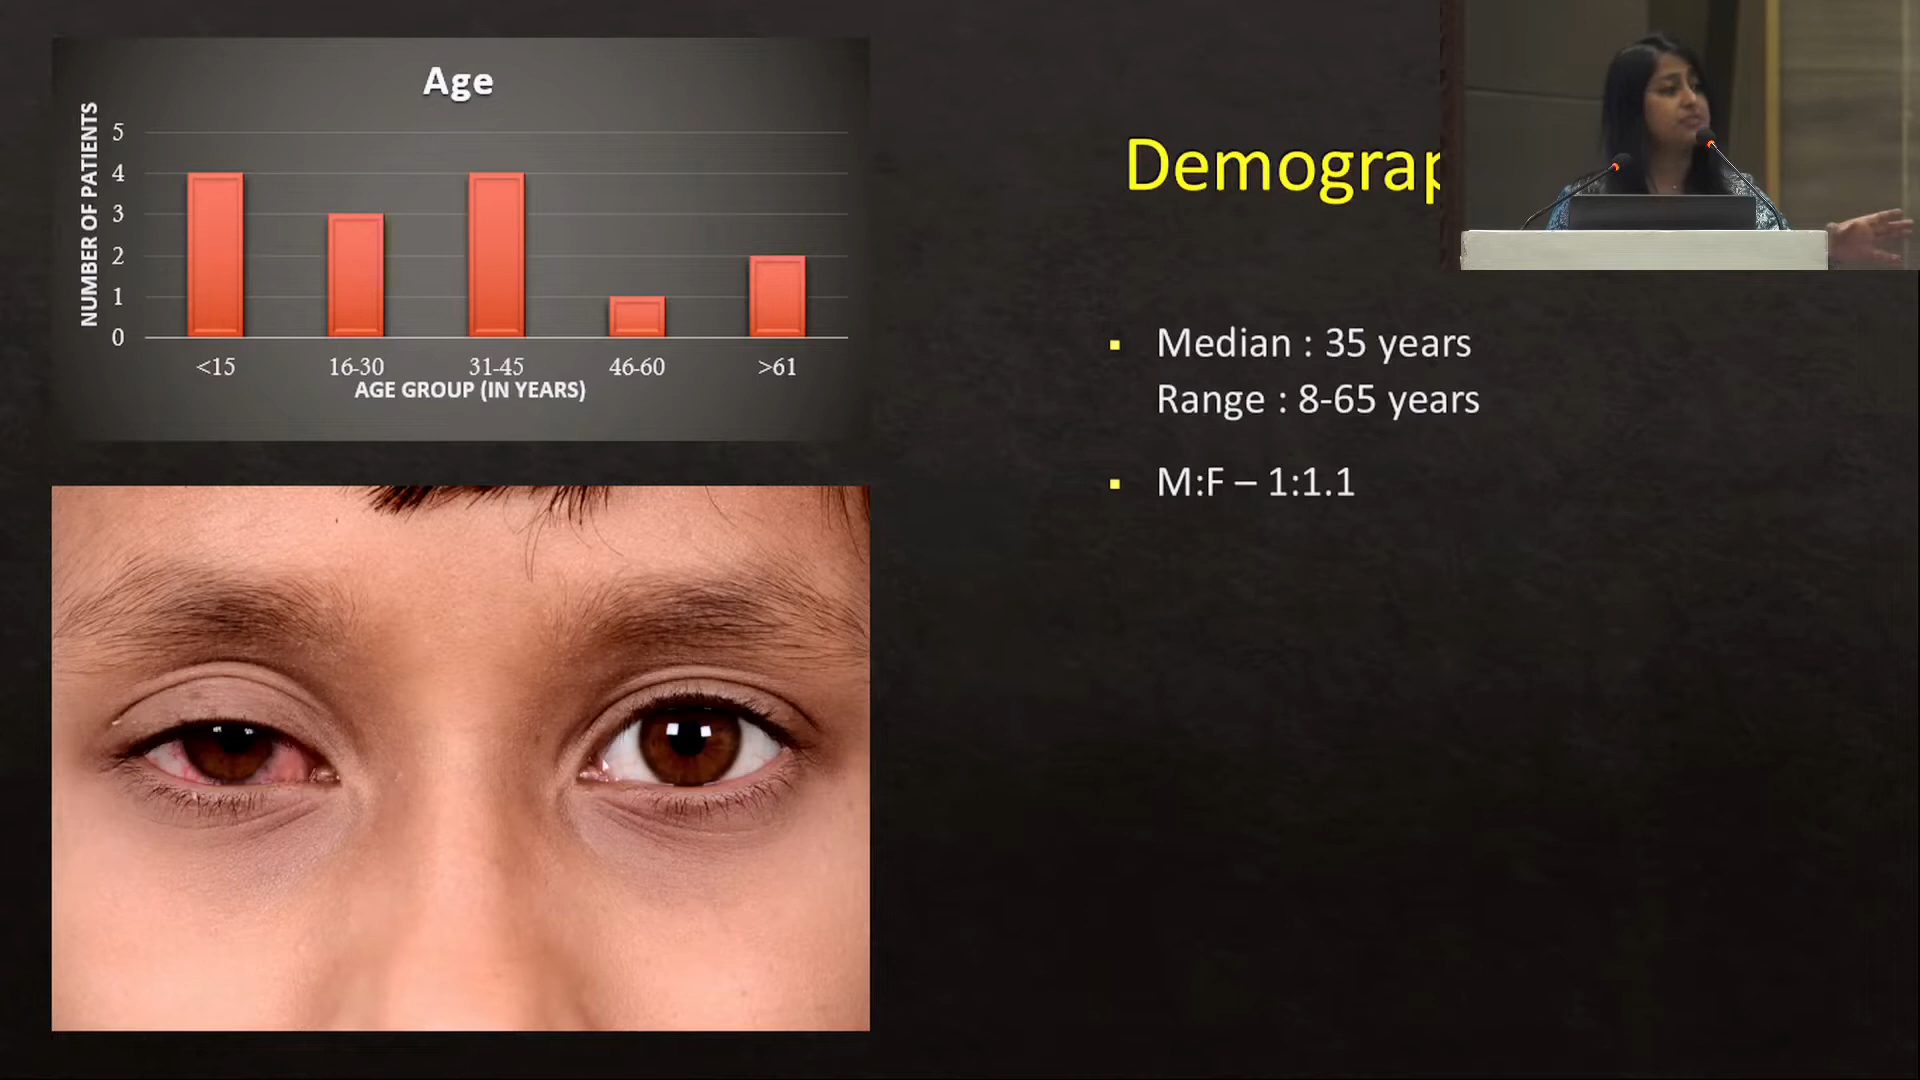 Age
NUMBER OF PATIENTS
5
4
3
2
1
0
<15 16-30 31-45 46-60 >61
AGE GROUP (IN YEARS)
Demograp
▪ Median : 35 years
Range : 8-65 years
▪ M:F – 1:1.1